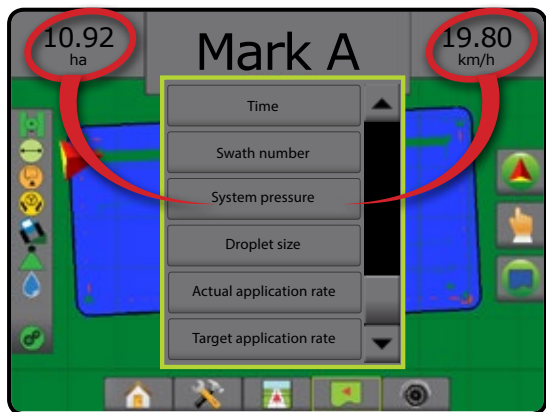 10.92
ha
Mark A
19.80
km/h
Time
Swath number
System pressure
Droplet size
Actual application rate
Target application rate